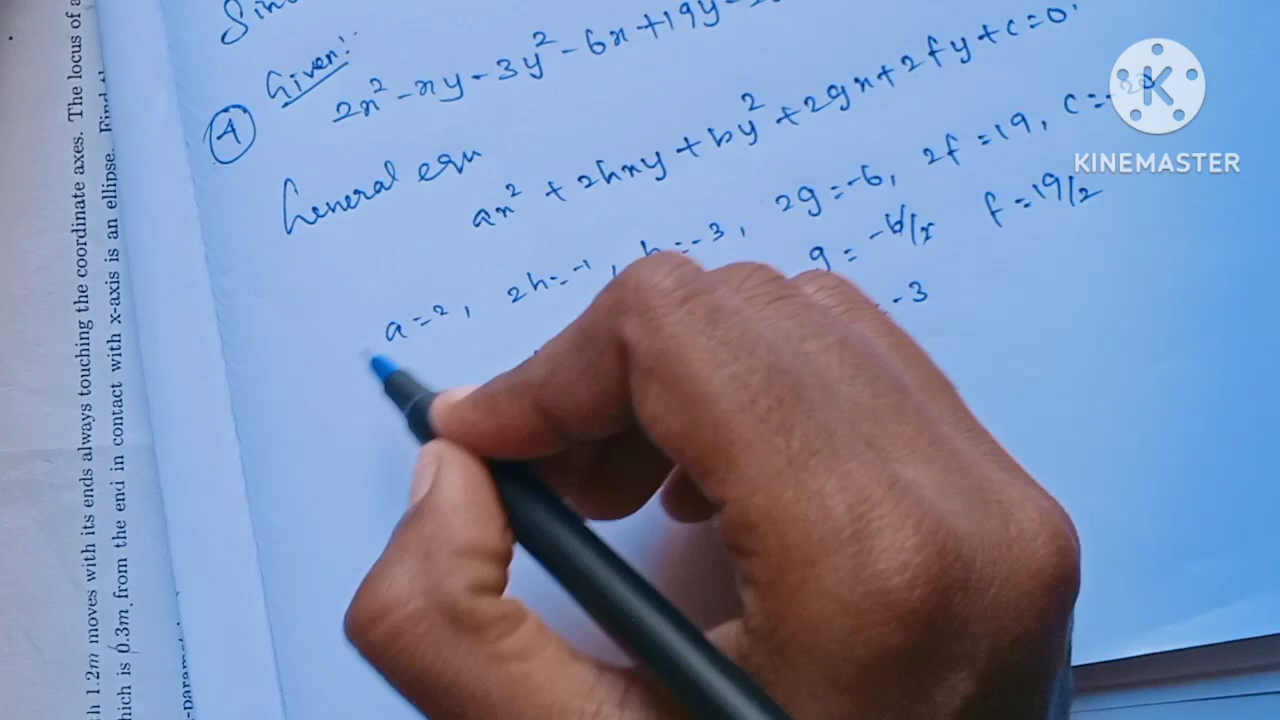 Given:-
④ 2x² - xy - 3y² - 6x + 19y -
General eqn
ax² + 2hxy + by² + 2gx + 2fy + c = 0.
a = 2, 2h = -1, b = -3, 2g = -6, 2f = 19, c = -20
g = -6/2 f = 19/2
= -3
th 1.2m moves with its ends always touching the coordinate axes. The locus of a
hich is 0.3m from the end in contact with x-axis is an ellipse. Find
KINEMASTER